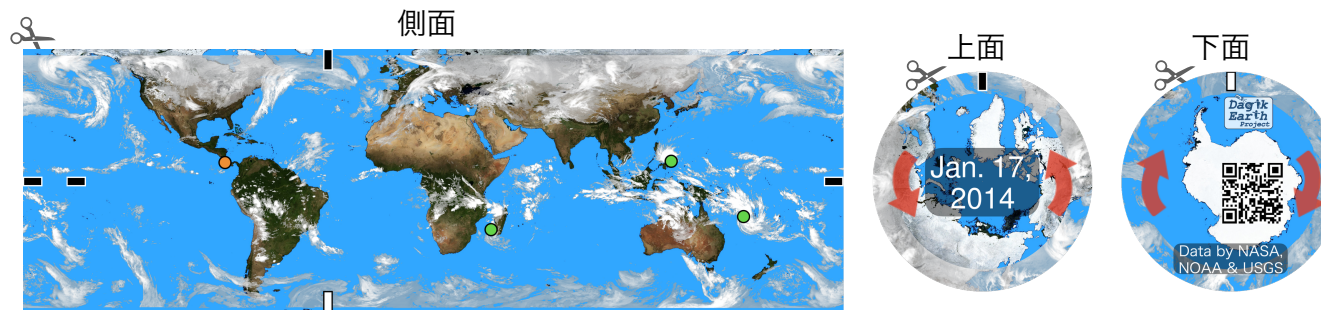 側面
上面
下面
Jan. 17,
2014
Dagik
Earth
Project
Data by NASA,
NOAA & USGS